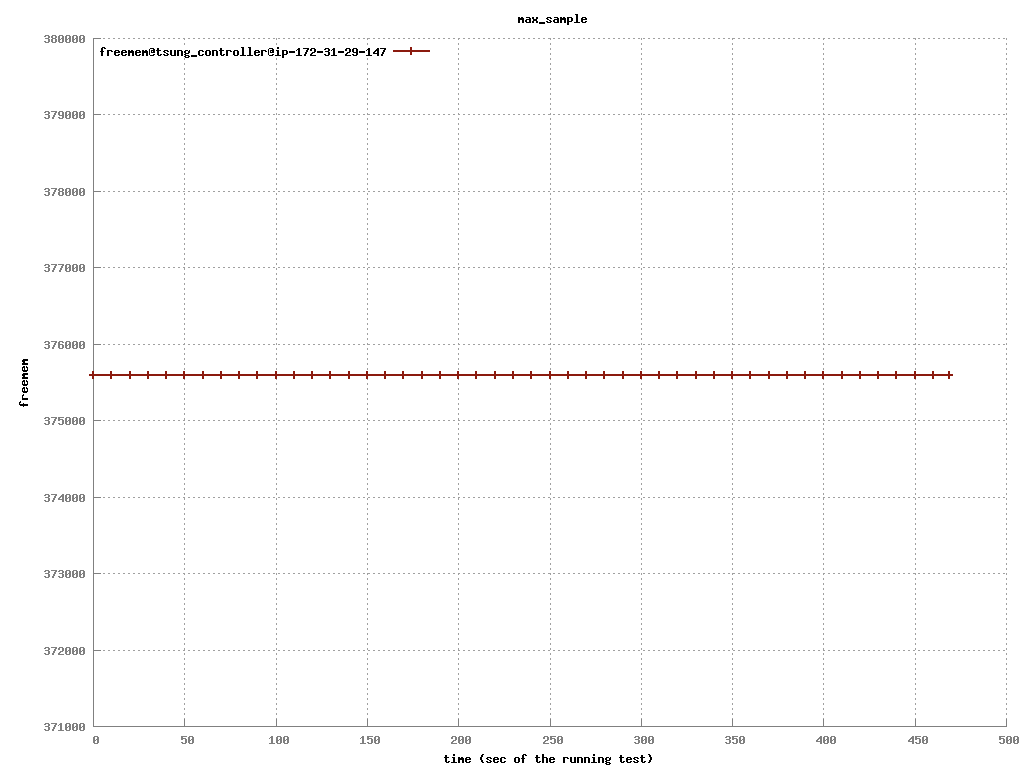 max_sample
380000
freemem@tsung_controller@ip-172-31-29-147
379000
378000
377000
376000
375000
374000
373000
372000
371000
freemem
0 50 100 150 200 250 300 350 400 450 500
time (sec of the running test)